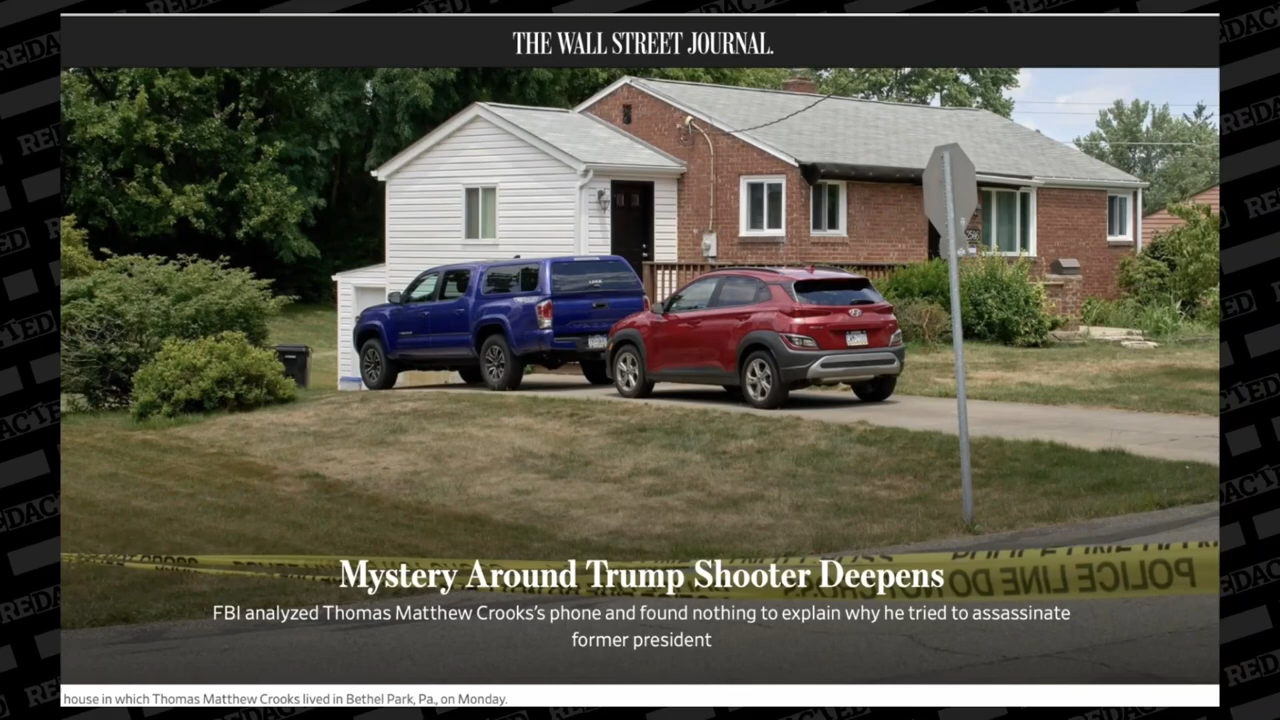 THE WALL STREET JOURNAL.
POLICE LINE DO NOT CROSS
Mystery Around Trump Shooter Deepens
FBI analyzed Thomas Matthew Crooks's phone and found nothing to explain why he tried to assassinate
former president
house in which Thomas Matthew Crooks lived in Bethel Park, Pa., on Monday.
REDACTED